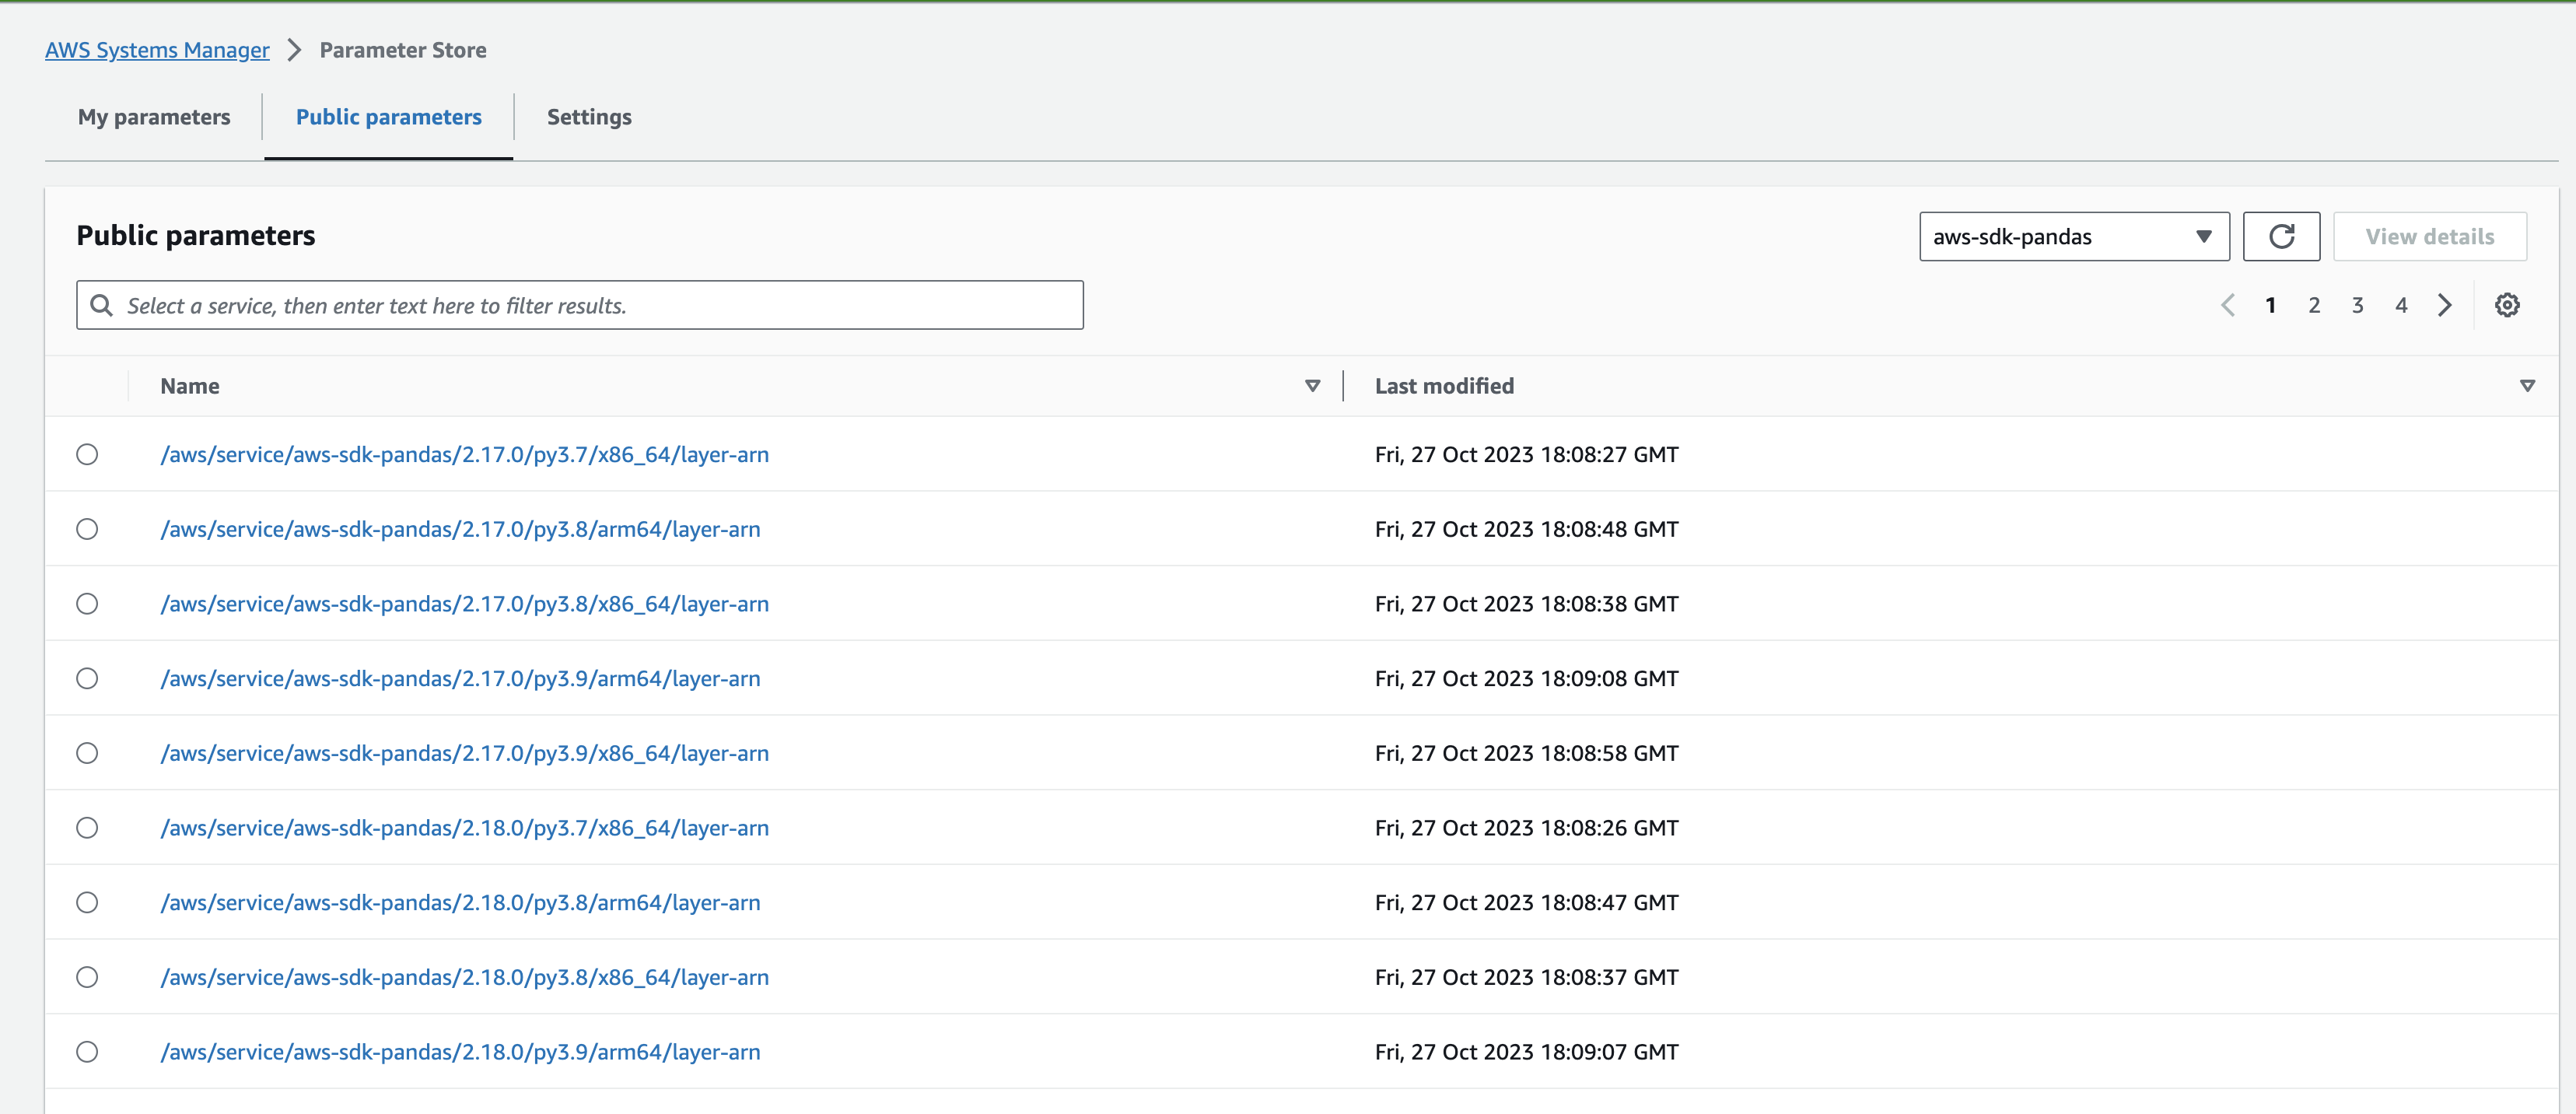 AWS Systems Manager > Parameter Store
My parameters Public parameters Settings
Public parameters aws-sdk-pandas View details
Select a service, then enter text here to filter results. 1 2 3 4
Name Last modified
/aws/service/aws-sdk-pandas/2.17.0/py3.7/x86_64/layer-arn Fri, 27 Oct 2023 18:08:27 GMT
/aws/service/aws-sdk-pandas/2.17.0/py3.8/arm64/layer-arn Fri, 27 Oct 2023 18:08:48 GMT
/aws/service/aws-sdk-pandas/2.17.0/py3.8/x86_64/layer-arn Fri, 27 Oct 2023 18:08:38 GMT
/aws/service/aws-sdk-pandas/2.17.0/py3.9/arm64/layer-arn Fri, 27 Oct 2023 18:09:08 GMT
/aws/service/aws-sdk-pandas/2.17.0/py3.9/x86_64/layer-arn Fri, 27 Oct 2023 18:08:58 GMT
/aws/service/aws-sdk-pandas/2.18.0/py3.7/x86_64/layer-arn Fri, 27 Oct 2023 18:08:26 GMT
/aws/service/aws-sdk-pandas/2.18.0/py3.8/arm64/layer-arn Fri, 27 Oct 2023 18:08:47 GMT
/aws/service/aws-sdk-pandas/2.18.0/py3.8/x86_64/layer-arn Fri, 27 Oct 2023 18:08:37 GMT
/aws/service/aws-sdk-pandas/2.18.0/py3.9/arm64/layer-arn Fri, 27 Oct 2023 18:09:07 GMT